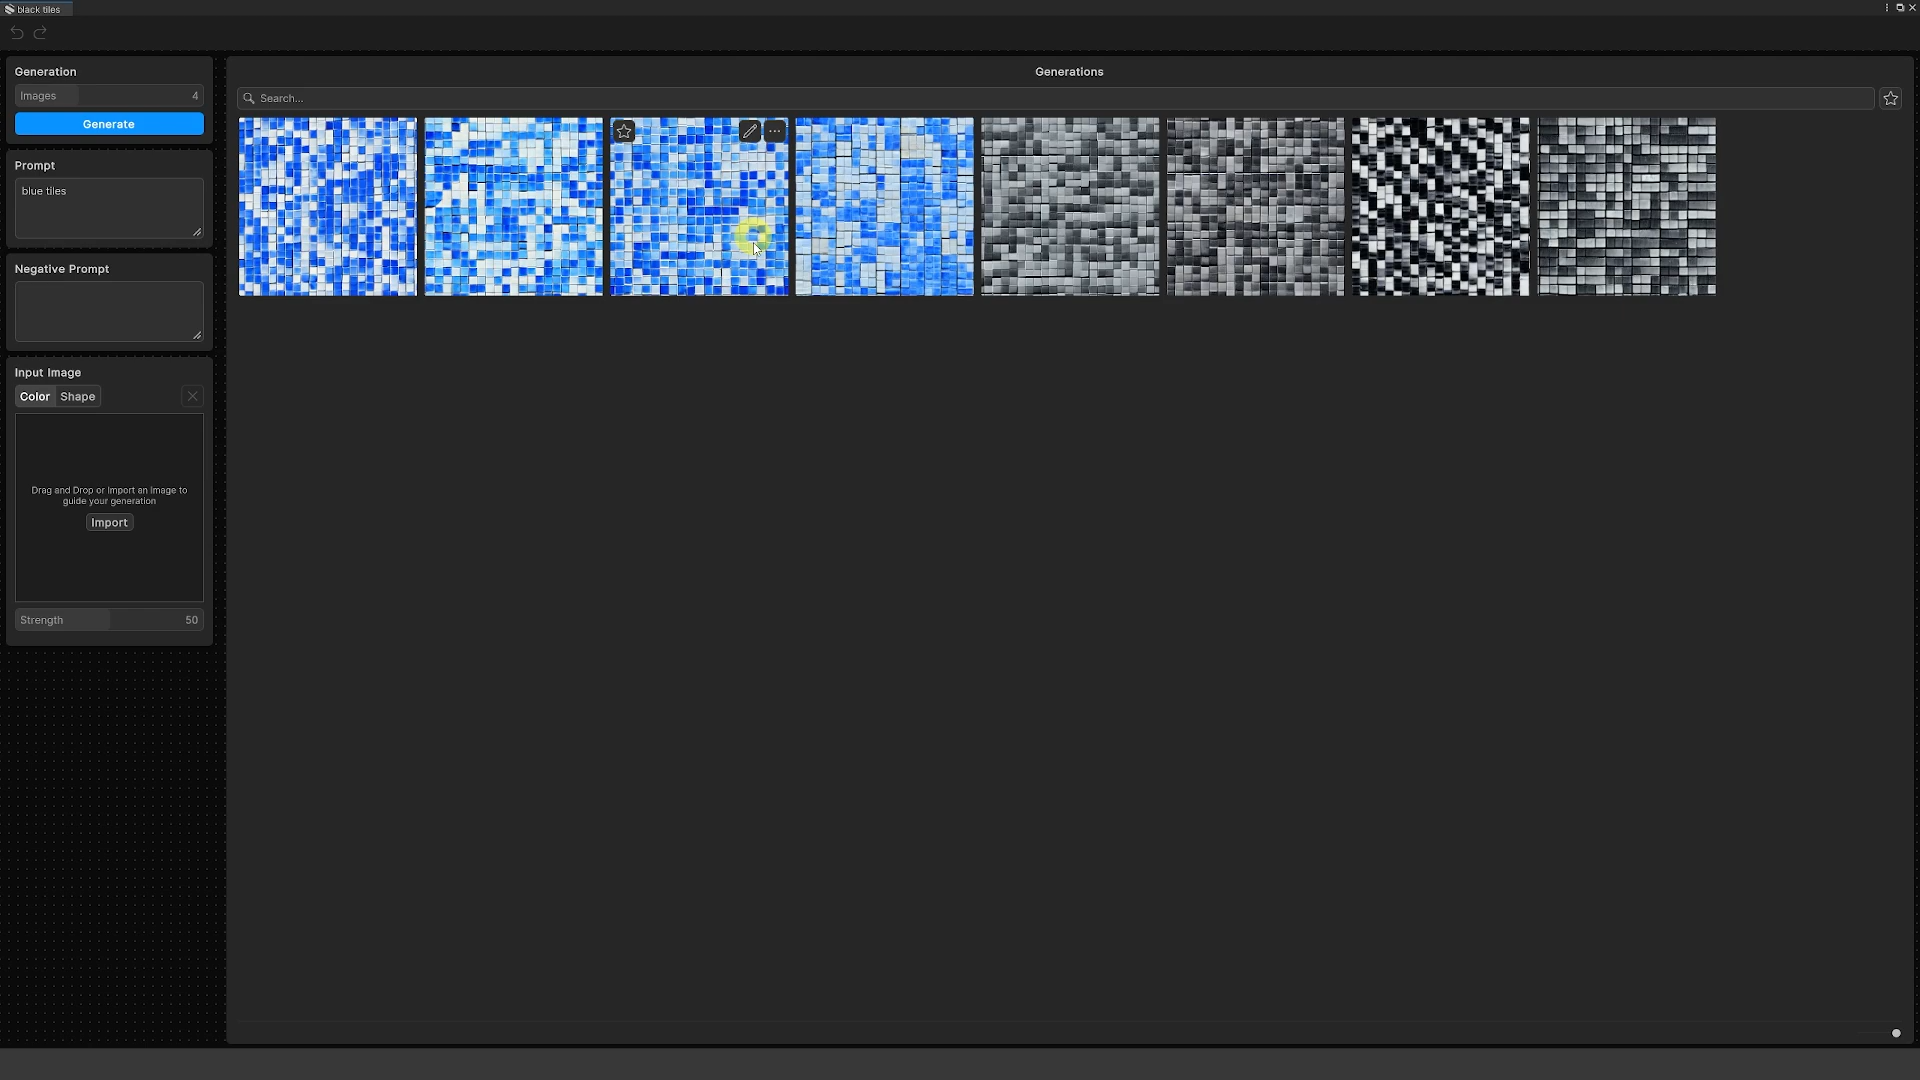 black tiles
Generation
Images 4
Generate
Prompt
blue tiles
Negative Prompt
Input Image
Color Shape
Drag and Drop or Import an Image to
guide your generation
Import
Strength 50
Generations
Search...